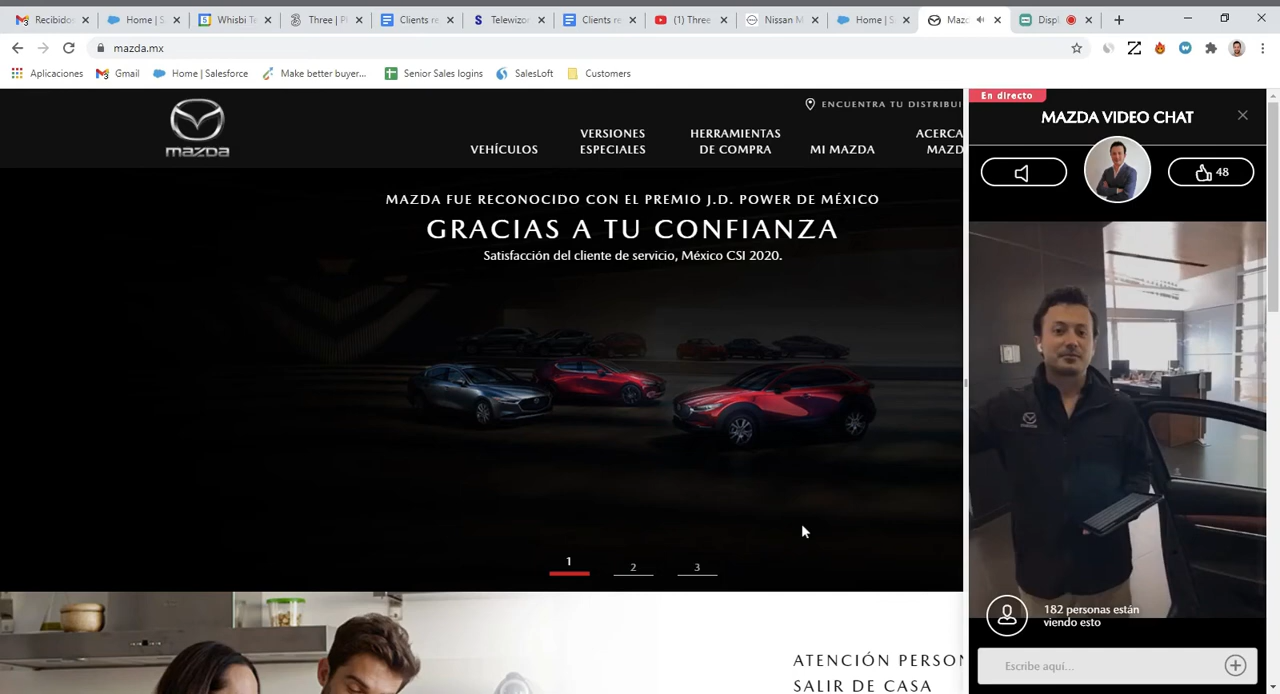 Recibidos
Home | S
Whisbi Te
Three | P
Clients re
Telewizor
Clients re
(1) Three
Nissan M
Home | S
Mazd
Displ
mazda.mx
Aplicaciones
Gmail
Home | Salesforce
Make better buyer...
Senior Sales logins
SalesLoft
Customers
mazda
ENCUENTRA TU DISTRIBUI
VEHÍCULOS
VERSIONES
ESPECIALES
HERRAMIENTAS
DE COMPRA
MI MAZDA
ACERCA
MAZD
MAZDA FUE RECONOCIDO CON EL PREMIO J.D. POWER DE MÉXICO
GRACIAS A TU CONFIANZA
Satisfacción del cliente de servicio, México CSI 2020.
1
2
3
ATENCIÓN PERSON
SALIR DE CASA
En directo
MAZDA VIDEO CHAT
48
182 personas están
viendo esto
Escribe aquí...